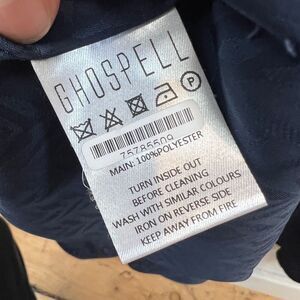 GHOSPELL
P
75785509
MAIN: 100%POLYESTER
TURN INSIDE OUT
BEFORE CLEANING
WASH WITH SIMILAR COLOURS
IRON ON REVERSE SIDE
KEEP AWAY FROM FIRE